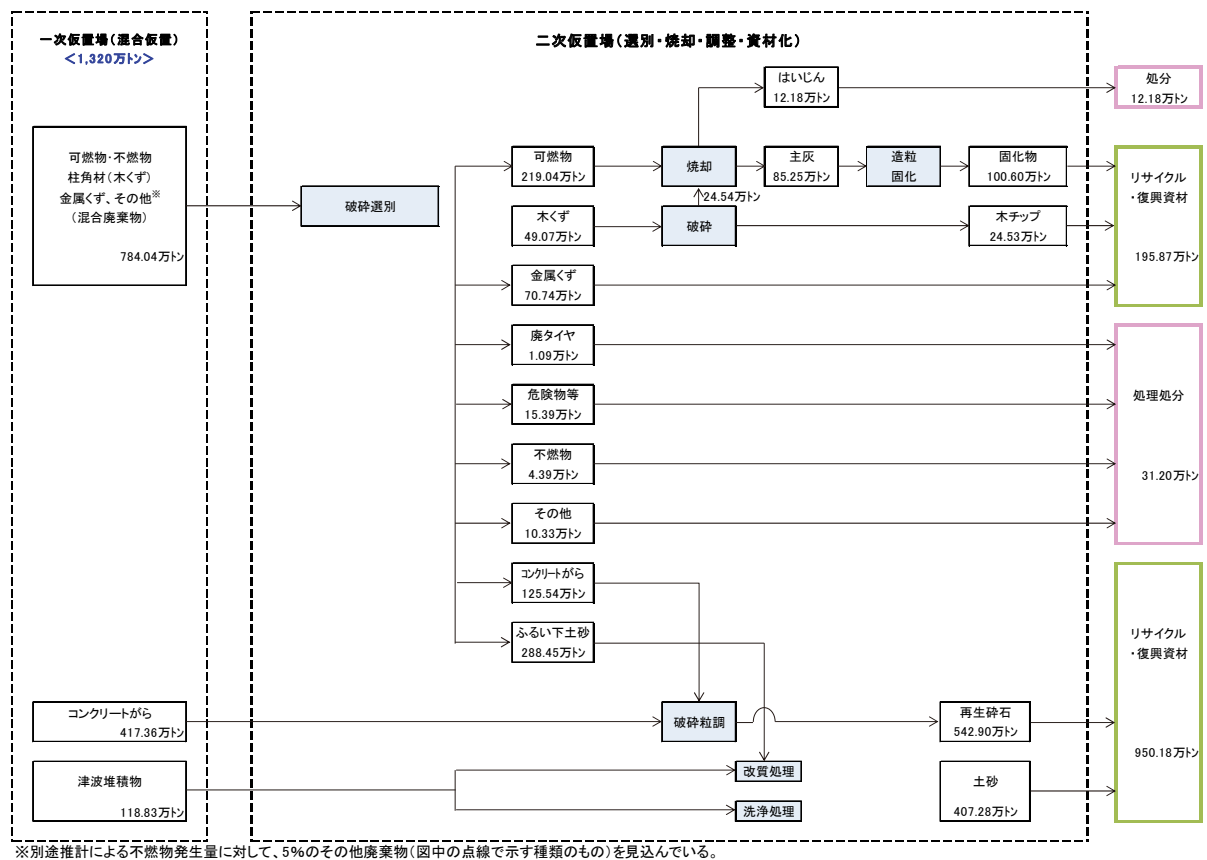 一次仮置場(混合仮置)
<1,320万トン>
二次仮置場(選別・焼却・調整・資材化)
可燃物・不燃物
柱角材(木くず)
金属くず、その他※
(混合廃棄物)
784.04万トン
破砕選別
はいじん
12.18万トン
処分
12.18万トン
可燃物
219.04万トン
焼却
主灰
85.25万トン
造粒
固化
固化物
100.60万トン
24.54万トン
木くず
49.07万トン
破砕
木チップ
24.53万トン
金属くず
70.74万トン
リサイクル
・復興資材
195.87万トン
廃タイヤ
1.09万トン
危険物等
15.39万トン
不燃物
4.39万トン
その他
10.33万トン
処理処分
31.20万トン
コンクリートがら
125.54万トン
ふるい下土砂
288.45万トン
コンクリートがら
417.36万トン
破砕粒調
再生砕石
542.90万トン
津波堆積物
118.83万トン
改質処理
洗浄処理
土砂
407.28万トン
リサイクル
・復興資材
950.18万トン
※別途推計による不燃物発生量に対して、5%のその他廃棄物(図中の点線で示す種類のもの)を見込んでいる。